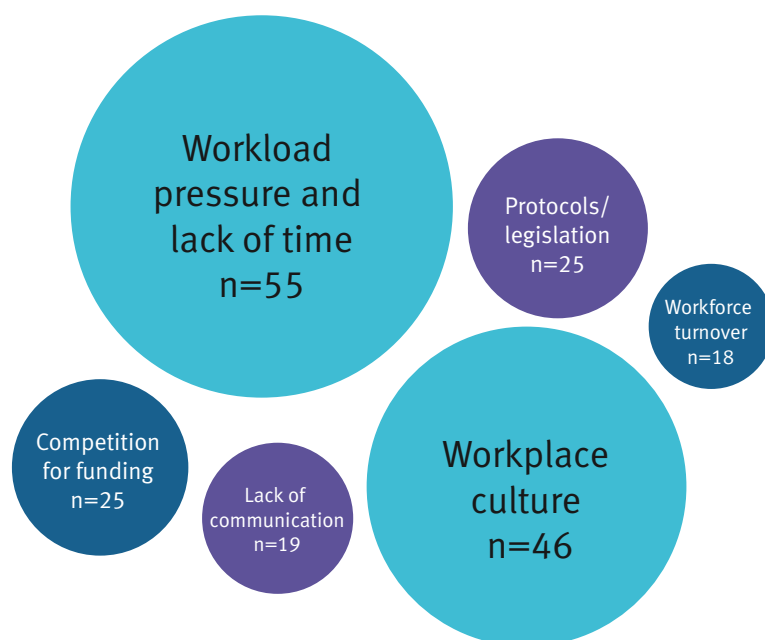 Workload
pressure and
lack of time
n=55
Protocols/
legislation
n=25
Workforce
turnover
n=18
Competition
for funding
n=25
Lack of
communication
n=19
Workplace
culture
n=46